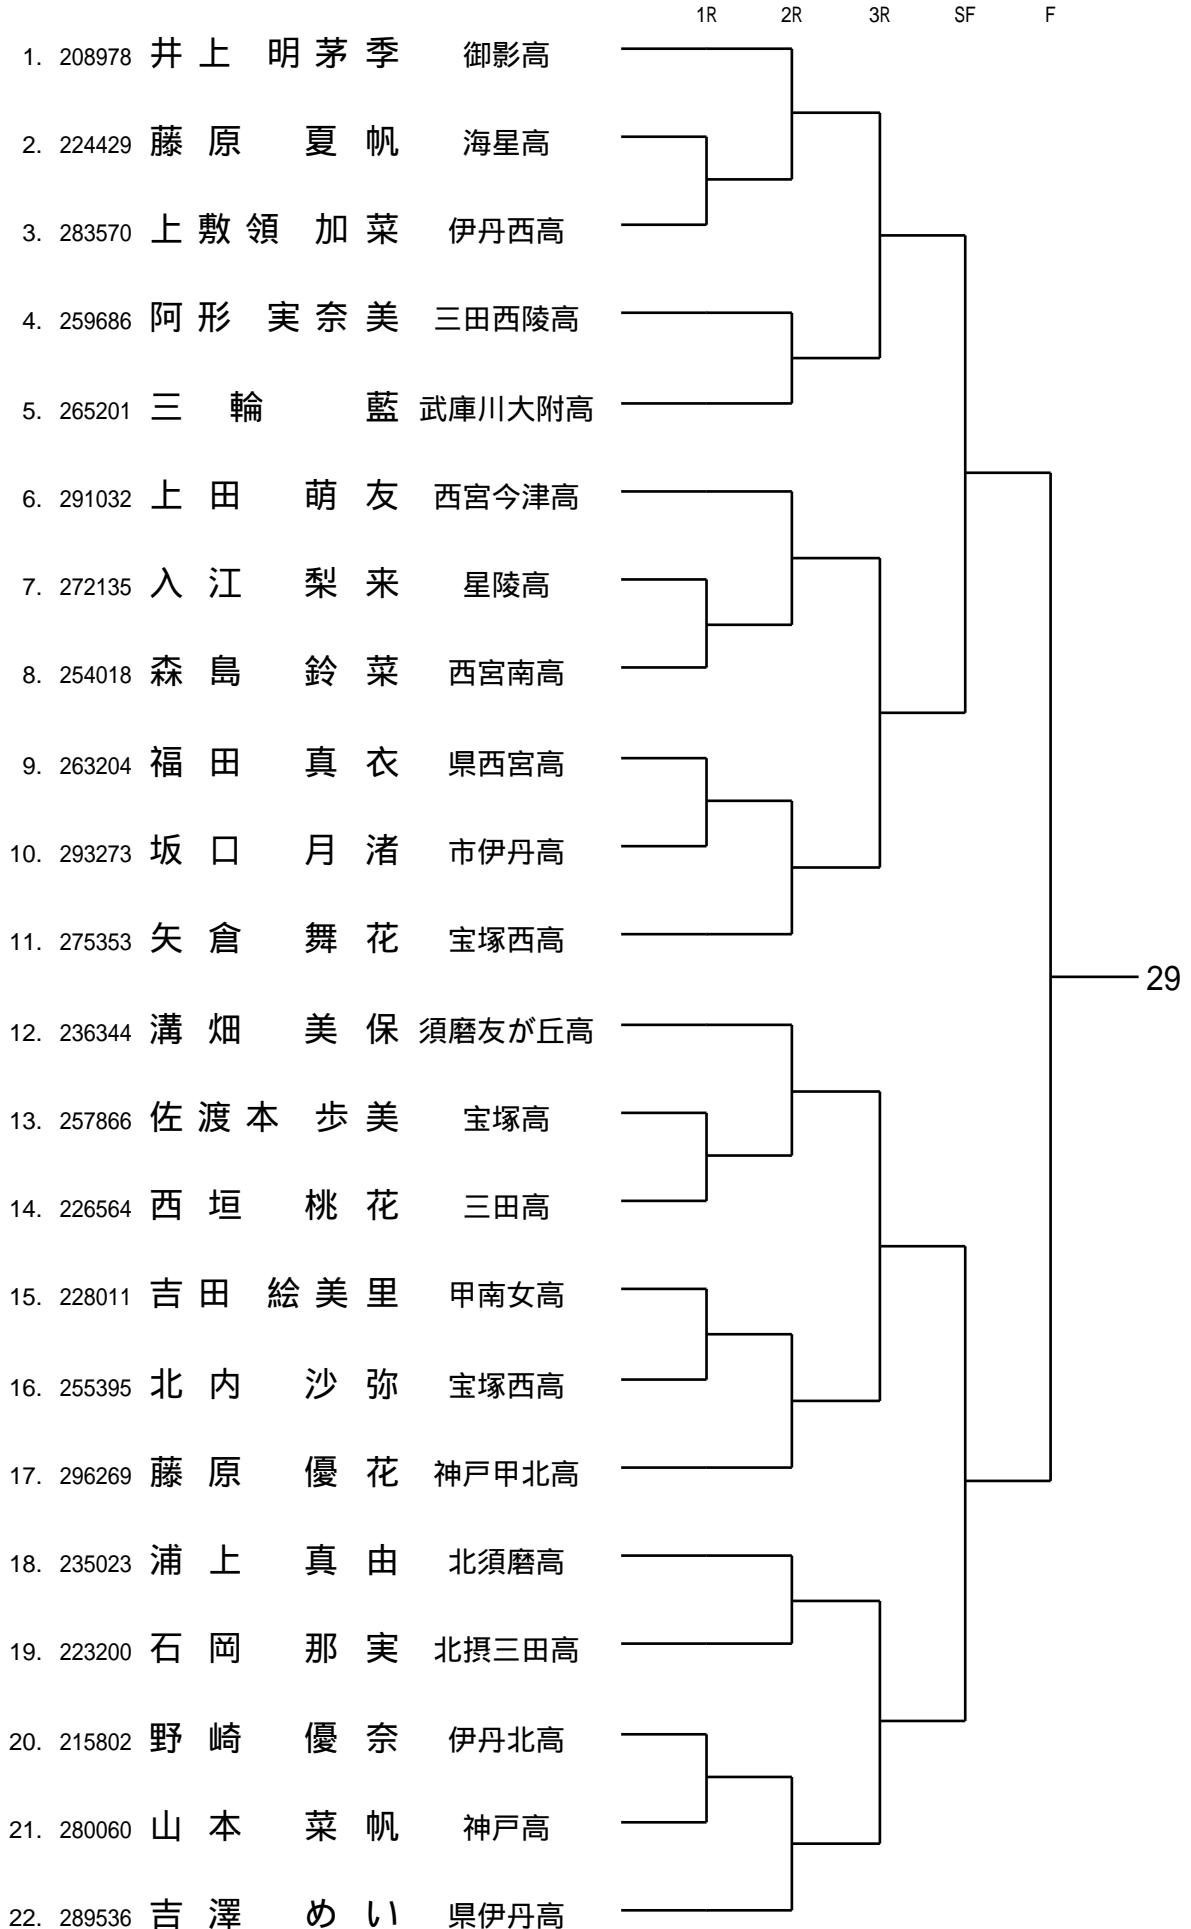 1R 2R 3R SF F
1. 208978 井上 明茅季 御影高
2. 224429 藤原 夏帆 海星高
3. 283570 上敷領 加菜 伊丹西高
4. 259686 阿形 実奈美 三田西陵高
5. 265201 三輪 藍 武庫川大附高
6. 291032 上田 萌友 西宮今津高
7. 272135 入江 梨来 星陵高
8. 254018 森島 鈴菜 西宮南高
9. 263204 福田 真衣 県西宮高
10. 293273 坂口 月渚 市伊丹高
11. 275353 矢倉 舞花 宝塚西高
29
12. 236344 溝畑 美保 須磨友が丘高
13. 257866 佐渡本 歩美 宝塚高
14. 226564 西垣 桃花 三田高
15. 228011 吉田 絵美里 甲南女高
16. 255395 北内 沙弥 宝塚西高
17. 296269 藤原 優花 神戸甲北高
18. 235023 浦上 真由 北須磨高
19. 223200 石岡 那実 北摂三田高
20. 215802 野崎 優奈 伊丹北高
21. 280060 山本 菜帆 神戸高
22. 289536 吉澤 めい 県伊丹高